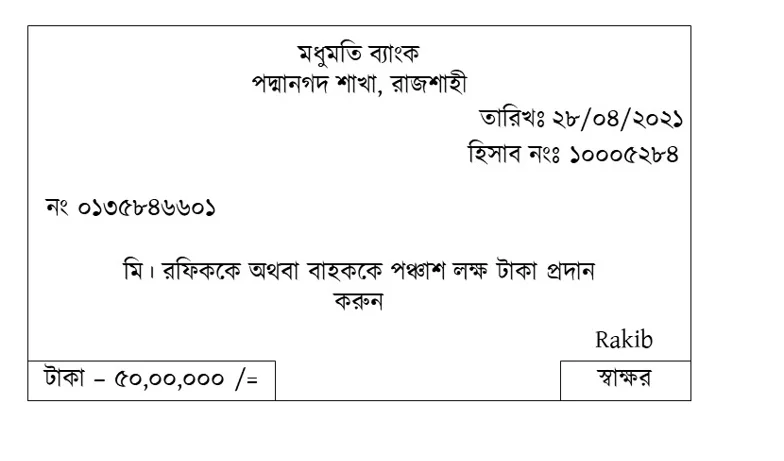 মধুমতি ব্যাংক
পদ্মানগদ শাখা, রাজশাহী
তারিখঃ ২৮/০৪/২০২১
হিসাব নংঃ ১০০০৫২৮৪
নং ০১৩৫৮৪৬৬০১
মি। রফিককে অথবা বাহককে পঞ্চাশ লক্ষ টাকা প্রদান
করুন
Rakib
টাকা – ৫০,০০,০০০ /=
স্বাক্ষর